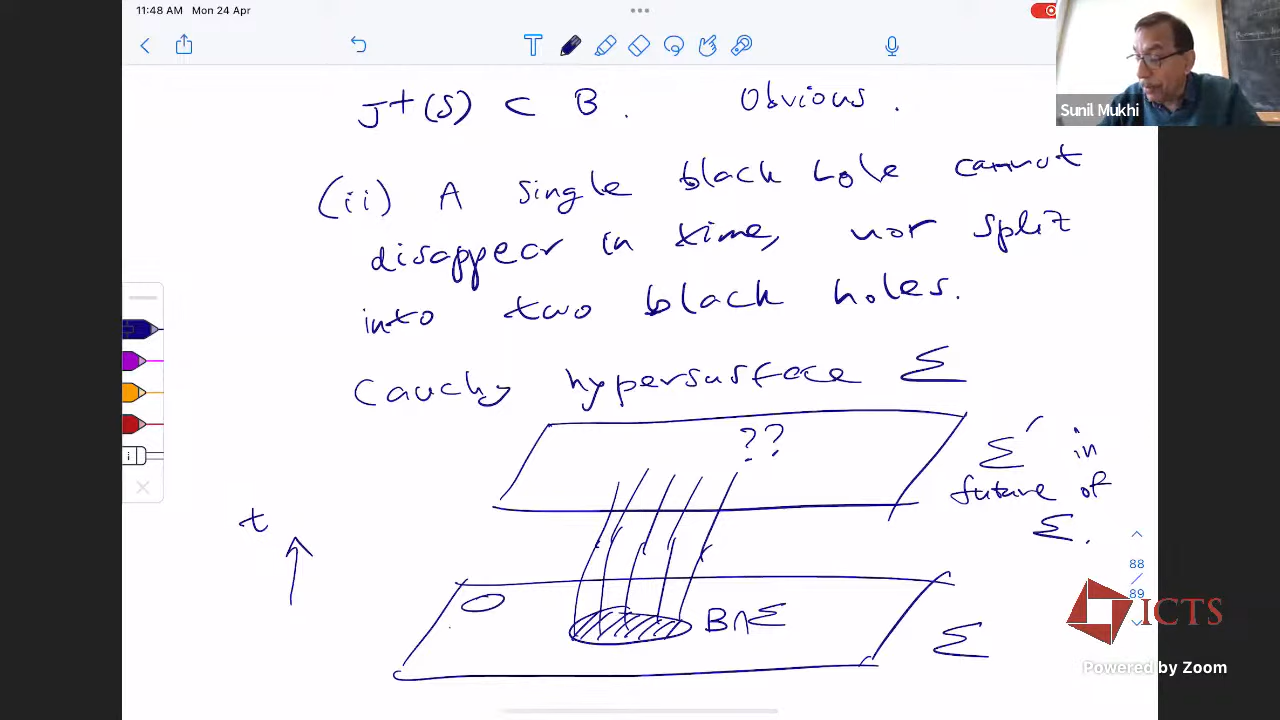 11:48 AM Mon 24 Apr
J+(S) ⊂ B. Obvious.
(ii) A single black hole cannot
disappear in time, nor split
into two black holes.
Cauchy hypersurface Σ
??
Σ′ in
future of
Σ.
t
B∩Σ
Σ
88
89
T
i
Sunil Mukhi
ICTS
Powered by Zoom